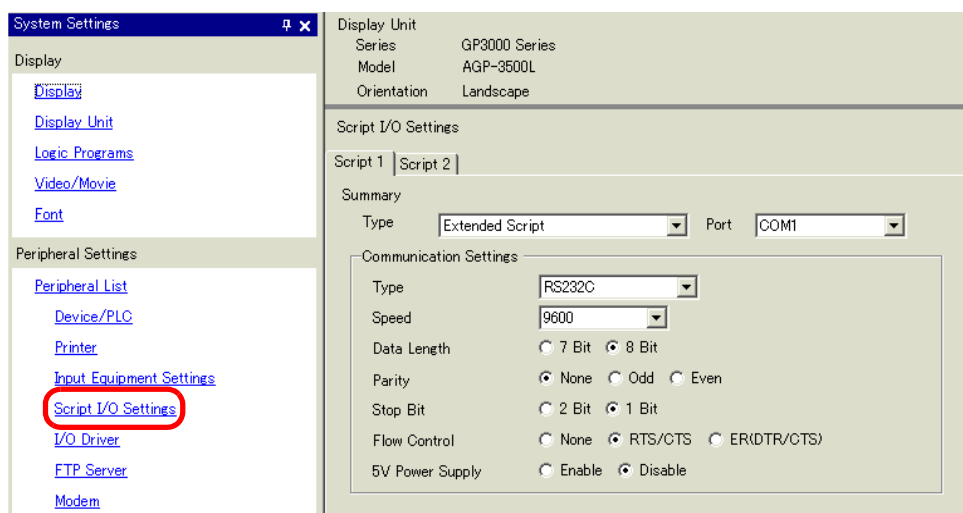 System Settings
Display
Display
Display Unit
Logic Programs
Video/Movie
Font
Peripheral Settings
Peripheral List
Device/PLC
Printer
Input Equipment Settings
Script I/O Settings
I/O Driver
FTP Server
Modem
Display Unit
Series GP3000 Series
Model AGP-3500L
Orientation Landscape
Script I/O Settings
Script 1 Script 2
Summary
Type Extended Script Port COM1
Communication Settings
Type RS232C
Speed 9600
Data Length 7 Bit 8 Bit
Parity None Odd Even
Stop Bit 2 Bit 1 Bit
Flow Control None RTS/CTS ER(DTR/CTS)
5V Power Supply Enable Disable